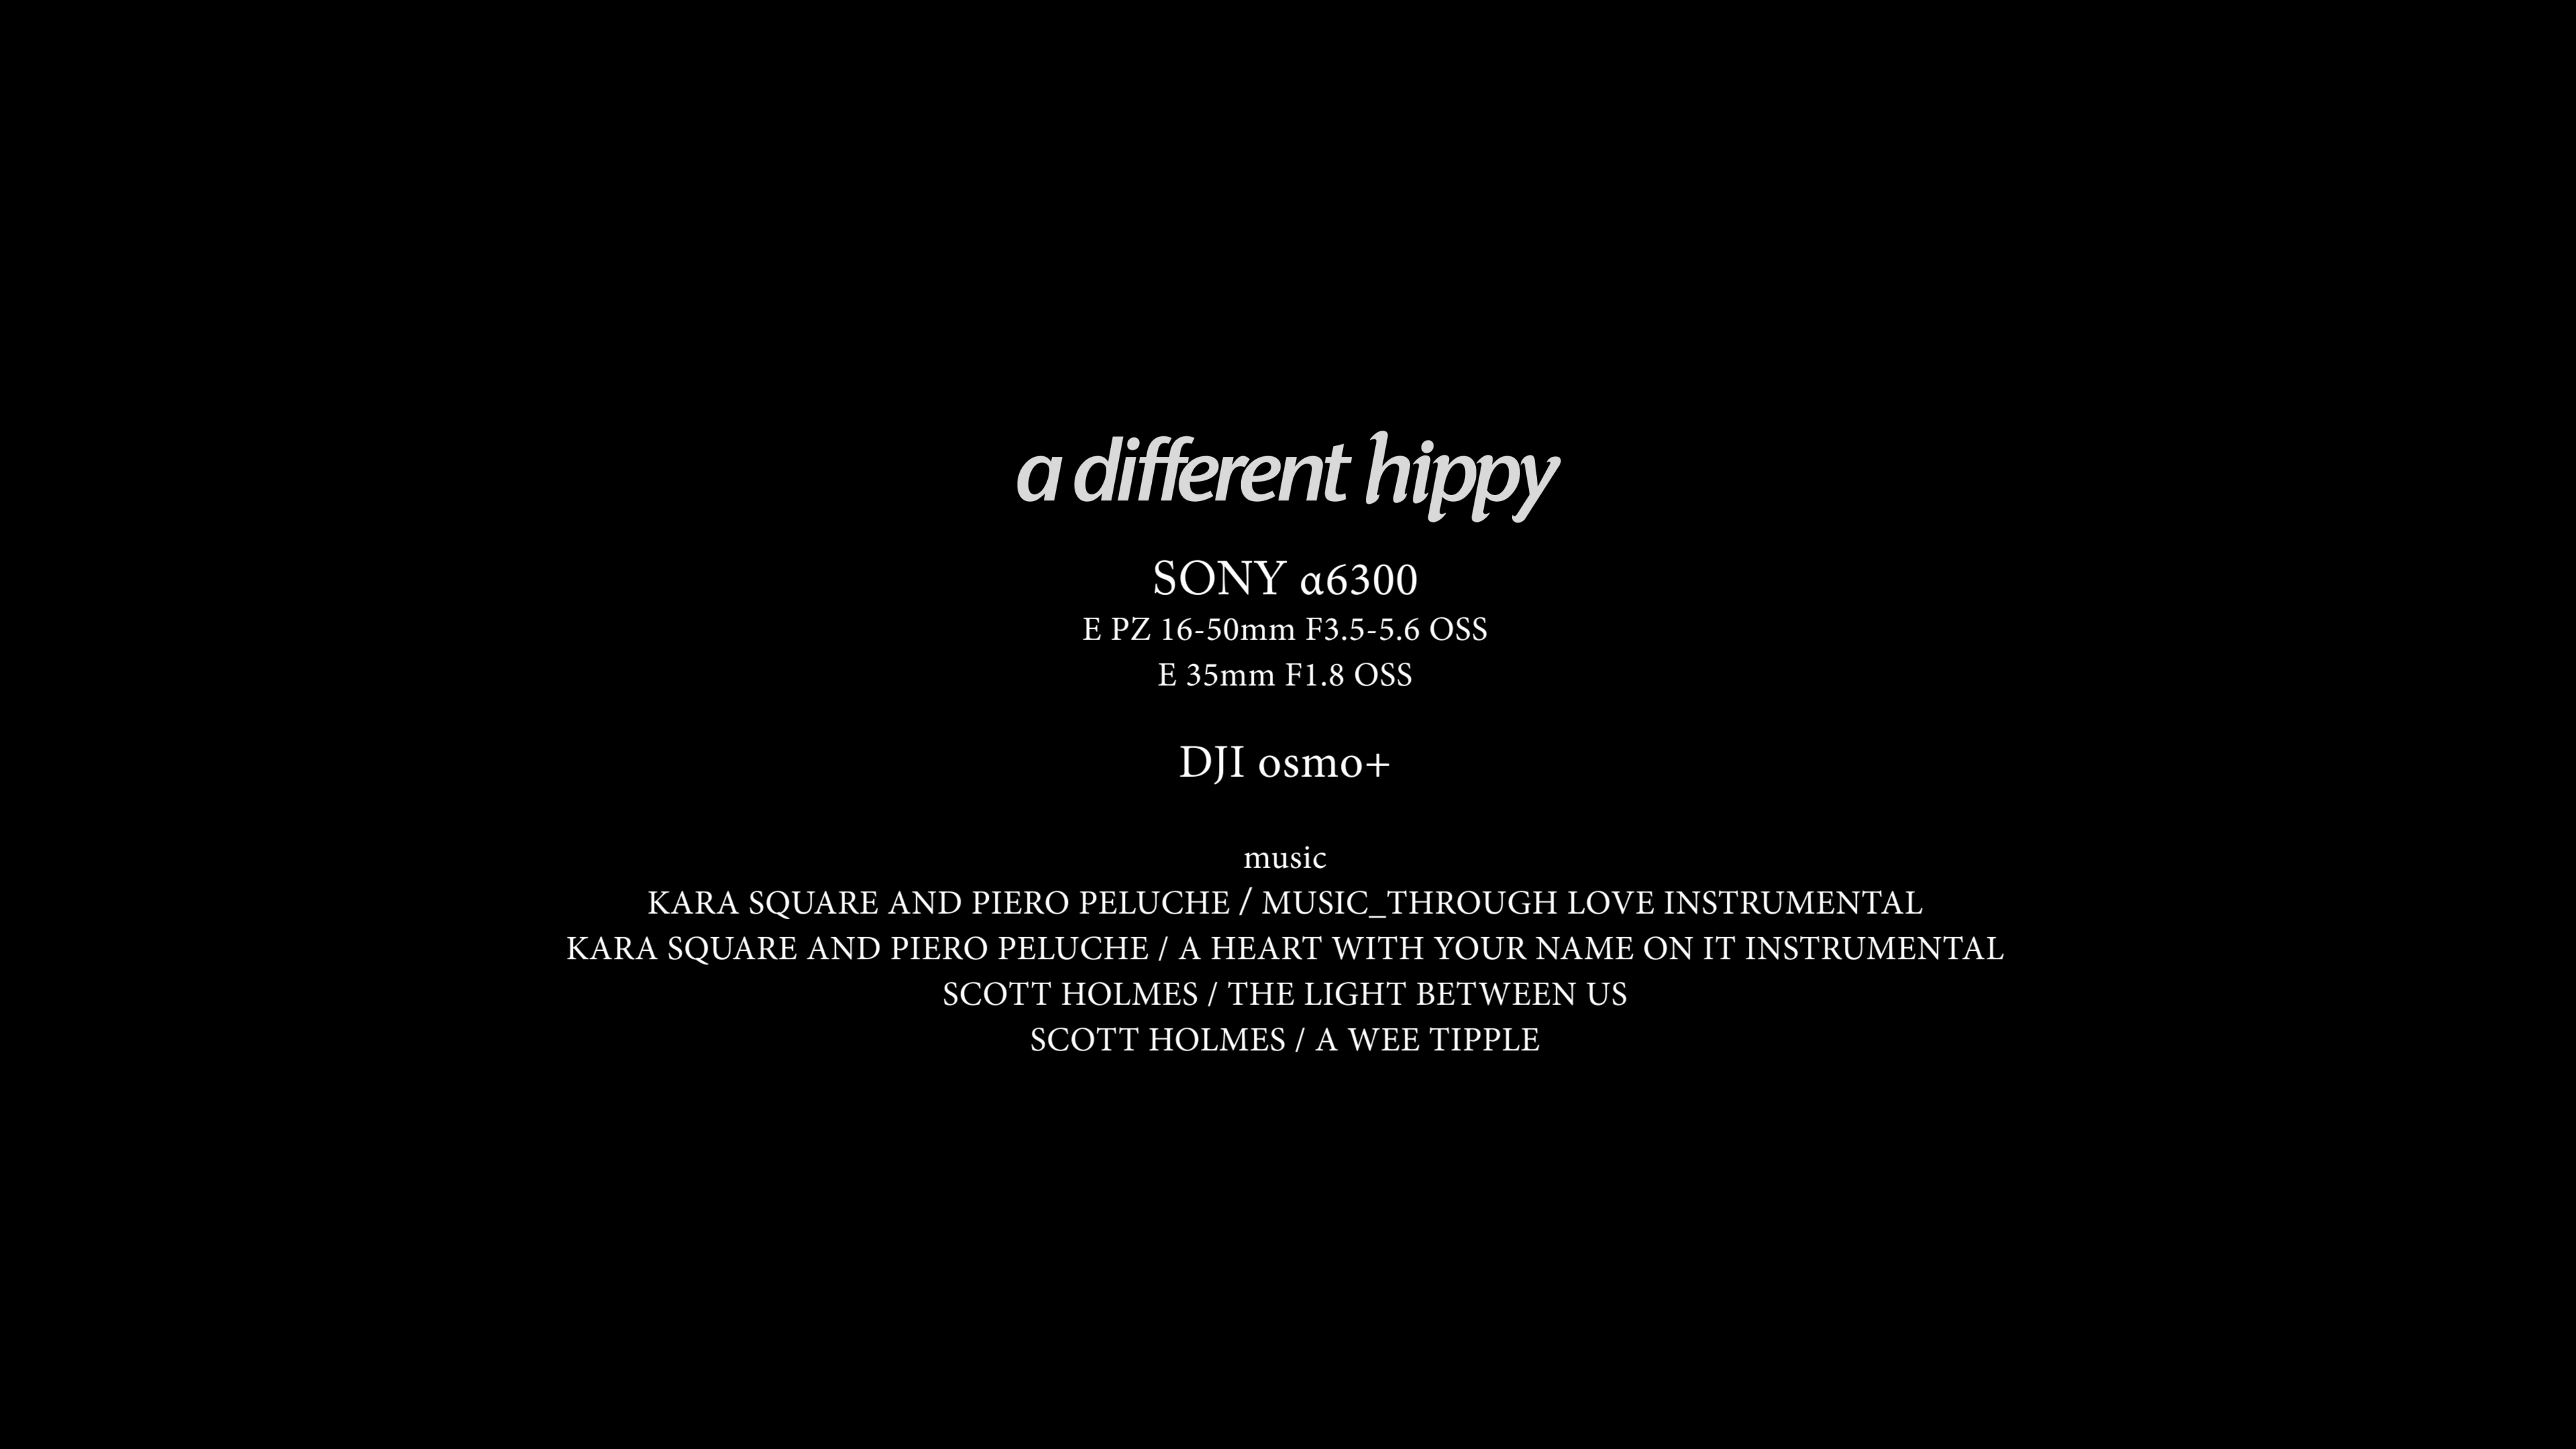 a different hippy
SONY α6300
E PZ 16-50mm F3.5-5.6 OSS
E 35mm F1.8 OSS
DJI osmo+
music
KARA SQUARE AND PIERO PELUCHE / MUSIC_THROUGH LOVE INSTRUMENTAL
KARA SQUARE AND PIERO PELUCHE / A HEART WITH YOUR NAME ON IT INSTRUMENTAL
SCOTT HOLMES / THE LIGHT BETWEEN US
SCOTT HOLMES / A WEE TIPPLE